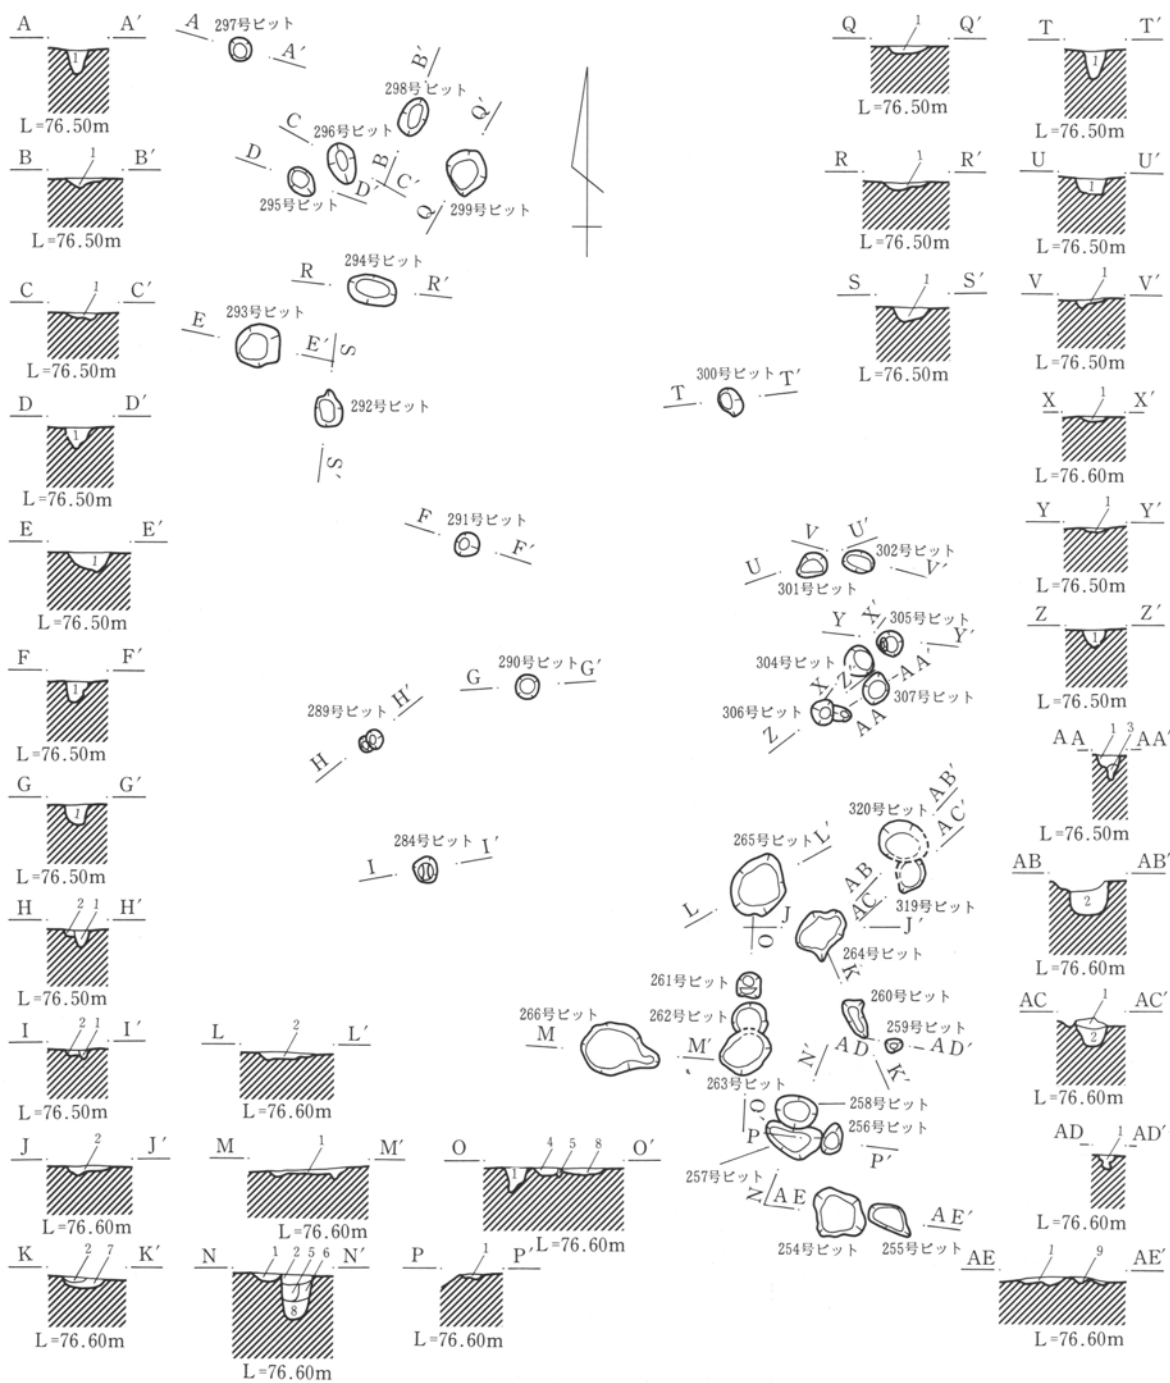 A A′
1
L=76.50m
B B′
1
L=76.50m
C C′
1
L=76.50m
D D′
1
L=76.50m
E E′
1
L=76.50m
F F′
1
L=76.50m
G G′
1
L=76.50m
H H′
2 1
L=76.50m
I I′
2 1
L=76.50m
J J′
2
L=76.60m
K K′
2 7
L=76.60m
L L′
2
L=76.60m
M M′
1
L=76.60m
N N′
1 2 5 6
8
L=76.60m
O O′
4 5 8
1
L=76.60m
P P′
1
L=76.60m
A 297号ピット
A′
B′
298号ピット
Q′
C 296号ピット
D B
D′ C′
295号ピット Q 299号ピット
294号ピット
R R′
293号ピット
E E′ S
292号ピット
S′
300号ピット
T T′
291号ピット
F F′
V U′
302号ピット
U V′
301号ピット
X′ 305号ピット
Y Y′
304号ピット AA′
290号ピット
G G′
X Z′ 307号ピット
306号ピット
Z AA
289号ピット H′
H
284号ピット
I I′
AB′
320号ピット
AC′
265号ピット L′
AB
319号ピット
AC
L J J′
O 264号ピット
K
261号ピット
260号ピット
266号ピット 262号ピット
259号ピット
M M′ N′ AD AD′
263号ピット K′
O′ 258号ピット
P 256号ピット
P′
257号ピット
N AE AE′
254号ピット 255号ピット
Q Q′
1
L=76.50m
R R′
1
L=76.50m
S S′
1
L=76.50m
T T′
1
L=76.50m
U U′
1
L=76.50m
V V′
1
L=76.50m
X X′
1
L=76.60m
Y Y′
1
L=76.50m
Z Z′
1
L=76.50m
AA AA′
1 3
L=76.50m
AB AB′
2
L=76.60m
AC AC′
1
2
L=76.60m
AD AD′
1
L=76.60m
AE AE′
1 9
L=76.60m